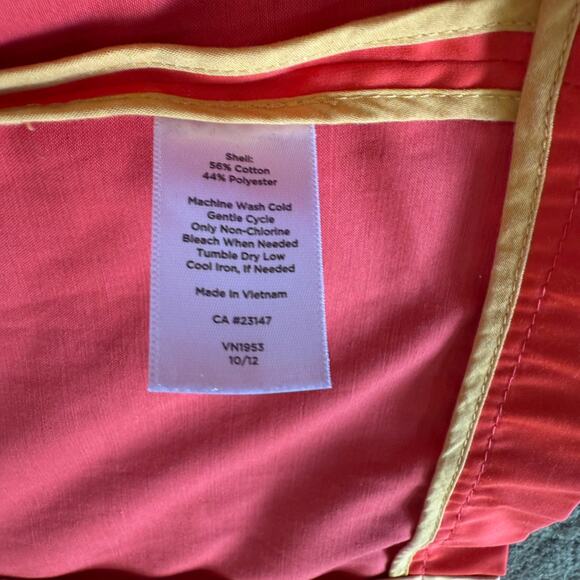 Shell:
56% Cotton
44% Polyester
Machine Wash Cold
Gentle Cycle
Only Non-Chlorine
Bleach When Needed
Tumble Dry Low
Cool Iron, If Needed
Made In Vietnam
CA #23147
VN1953
10/12